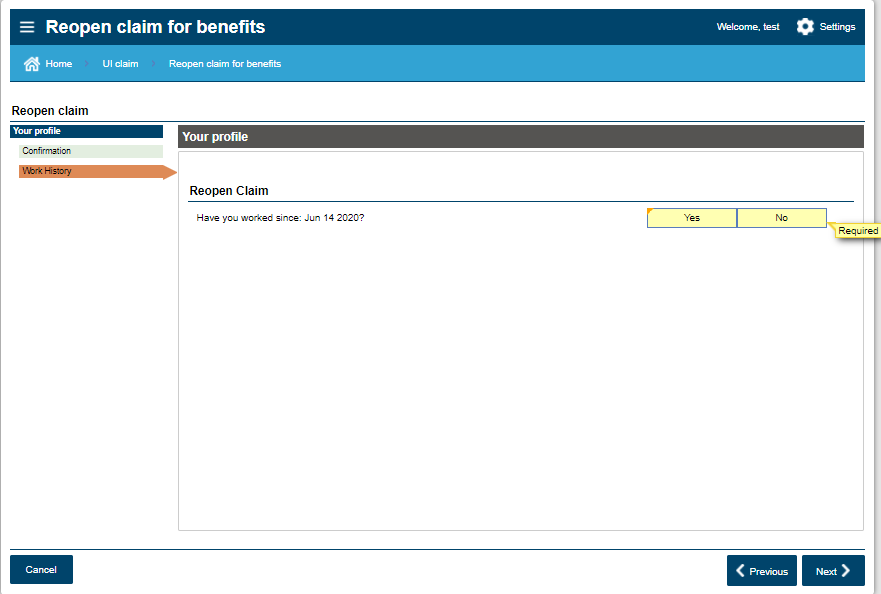 Reopen claim for benefits
Welcome, test
Settings
Home
UI claim
Reopen claim for benefits
Reopen claim
Your profile
Confirmation
Work History
Your profile
Reopen Claim
Have you worked since: Jun 14 2020?
Yes
No
Required
Cancel
Previous
Next